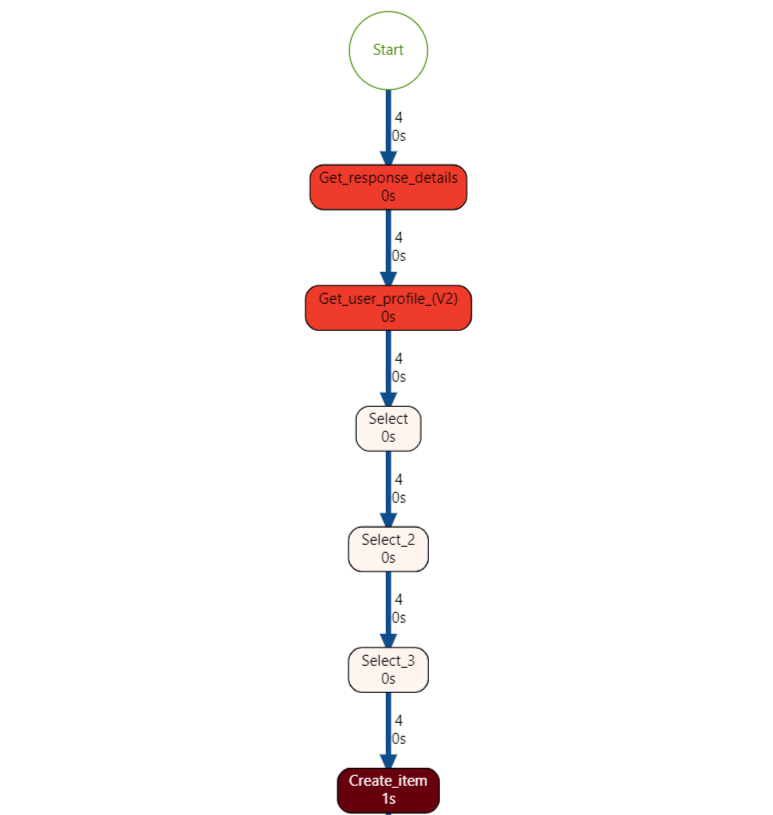 Start
4
0s
Get_response_details
0s
4
0s
Get_user_profile_(V2)
0s
4
0s
Select
0s
4
0s
Select_2
0s
4
0s
Select_3
0s
4
0s
Create_item
1s